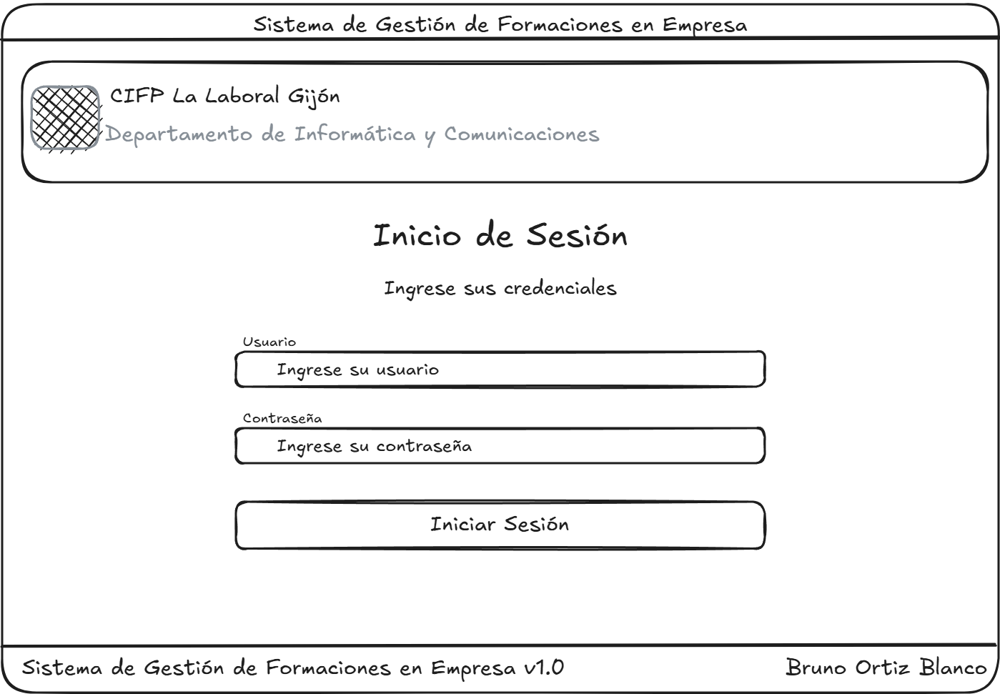 Sistema de Gestión de Formaciones en Empresa
CIFP La Laboral Gijón
Departamento de Informática y Comunicaciones
Inicio de Sesión
Ingrese sus credenciales
Usuario
Ingrese su usuario
Contraseña
Ingrese su contraseña
Iniciar Sesión
Sistema de Gestión de Formaciones en Empresa v1.0
Bruno Ortiz Blanco